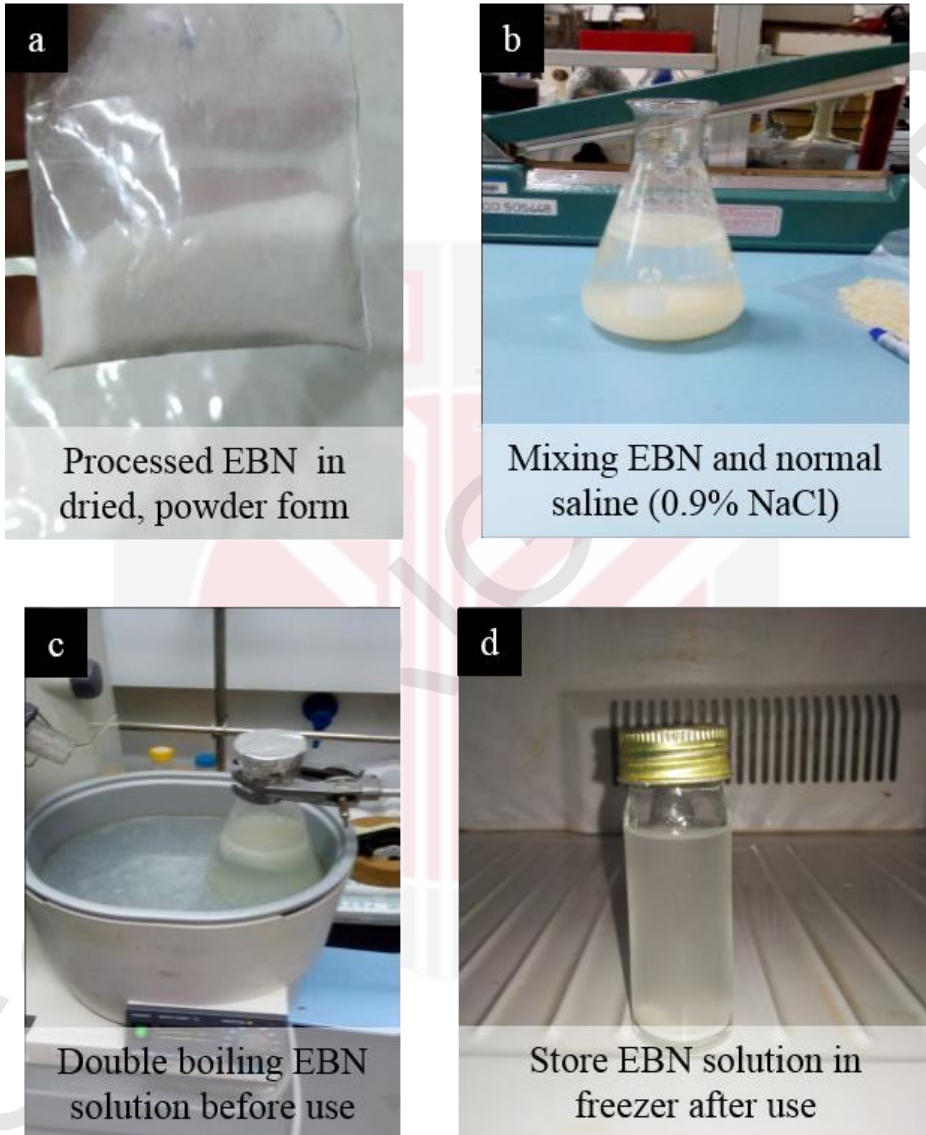 a
Processed EBN in
dried, powder form
b
505448
Mixing EBN and normal
saline (0.9% NaCl)
c
Double boiling EBN
solution before use
d
Store EBN solution in
freezer after use